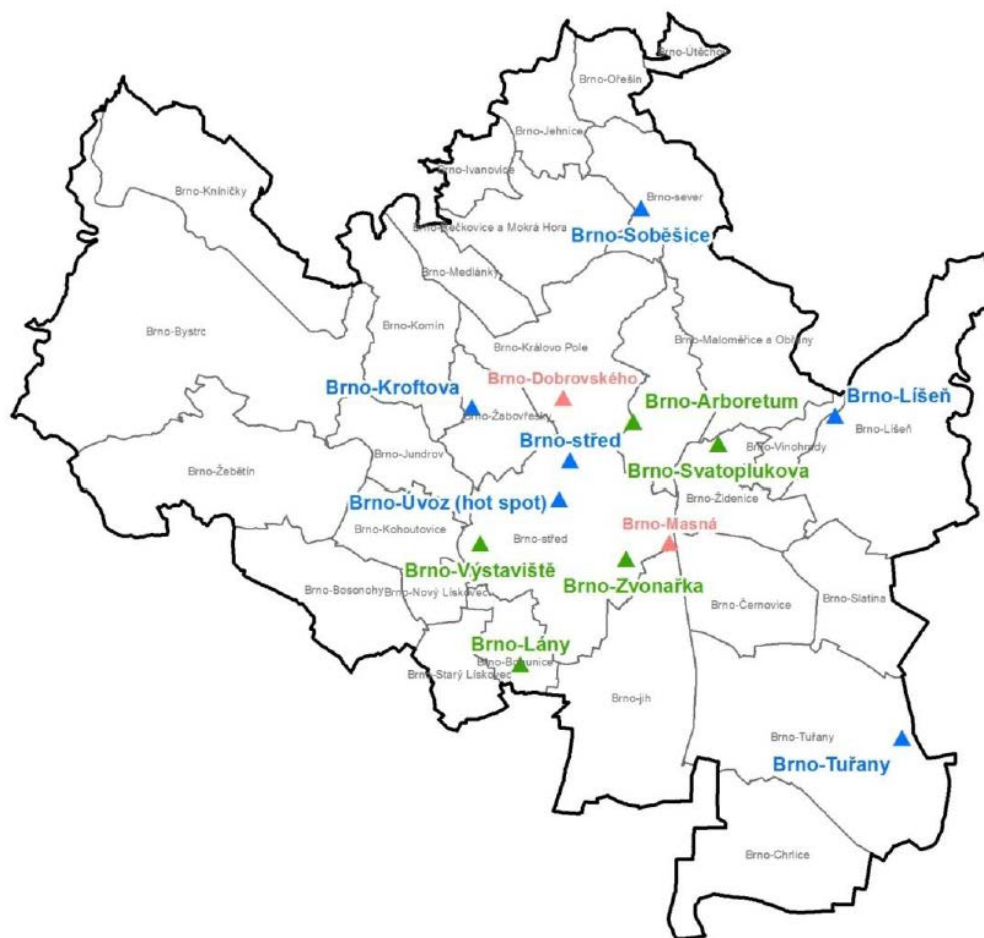 Brno-Útěchov
Brno-Ořešín
Brno-Jehnice
Brno-Ivanovice
Brno-Kníničky
Brno-sever
Brno-Soběšice
Brno-Řečkovice a Mokrá Hora
Brno-Medlánky
Brno-Komín
Brno-Bystrc
Brno-Královo Pole
Brno-Maloměřice a Obřany
Brno-Dobrovského
Brno-Kroftova
Brno-Žabovřesky
Brno-Arboretum
Brno-Líšeň
Brno-Líšeň
Brno-střed
Brno-Vinohrady
Brno-Jundrov
Brno-Žebětín
Brno-Svatoplukova
Brno-Židenice
Brno-Úvoz (hot spot)
Brno-Kohoutovice
Brno-střed
Brno-Masná
Brno-Výstaviště
Brno-Zvonařka
Brno-Bosonohy
Brno-Nový Lískovec
Brno-Černovice
Brno-Slatina
Brno-Lány
Brno-Bohunice
Brno-Starý Lískovec
Brno-jih
Brno-Tuřany
Brno-Tuřany
Brno-Chrlice